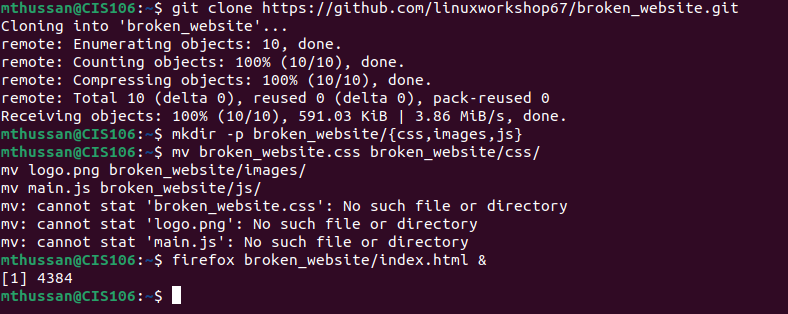 mthussan@CIS106:~$ git clone https://github.com/linuxworkshop67/broken_website.git
Cloning into 'broken_website'...
remote: Enumerating objects: 10, done.
remote: Counting objects: 100% (10/10), done.
remote: Compressing objects: 100% (10/10), done.
remote: Total 10 (delta 0), reused 0 (delta 0), pack-reused 0
Receiving objects: 100% (10/10), 591.03 KiB | 3.86 MiB/s, done.
mthussan@CIS106:~$ mkdir -p broken_website/{css,images,js}
mthussan@CIS106:~$ mv broken_website.css broken_website/css/
mv logo.png broken_website/images/
mv main.js broken_website/js/
mv: cannot stat 'broken_website.css': No such file or directory
mv: cannot stat 'logo.png': No such file or directory
mv: cannot stat 'main.js': No such file or directory
mthussan@CIS106:~$ firefox broken_website/index.html &
[1] 4384
mthussan@CIS106:~$